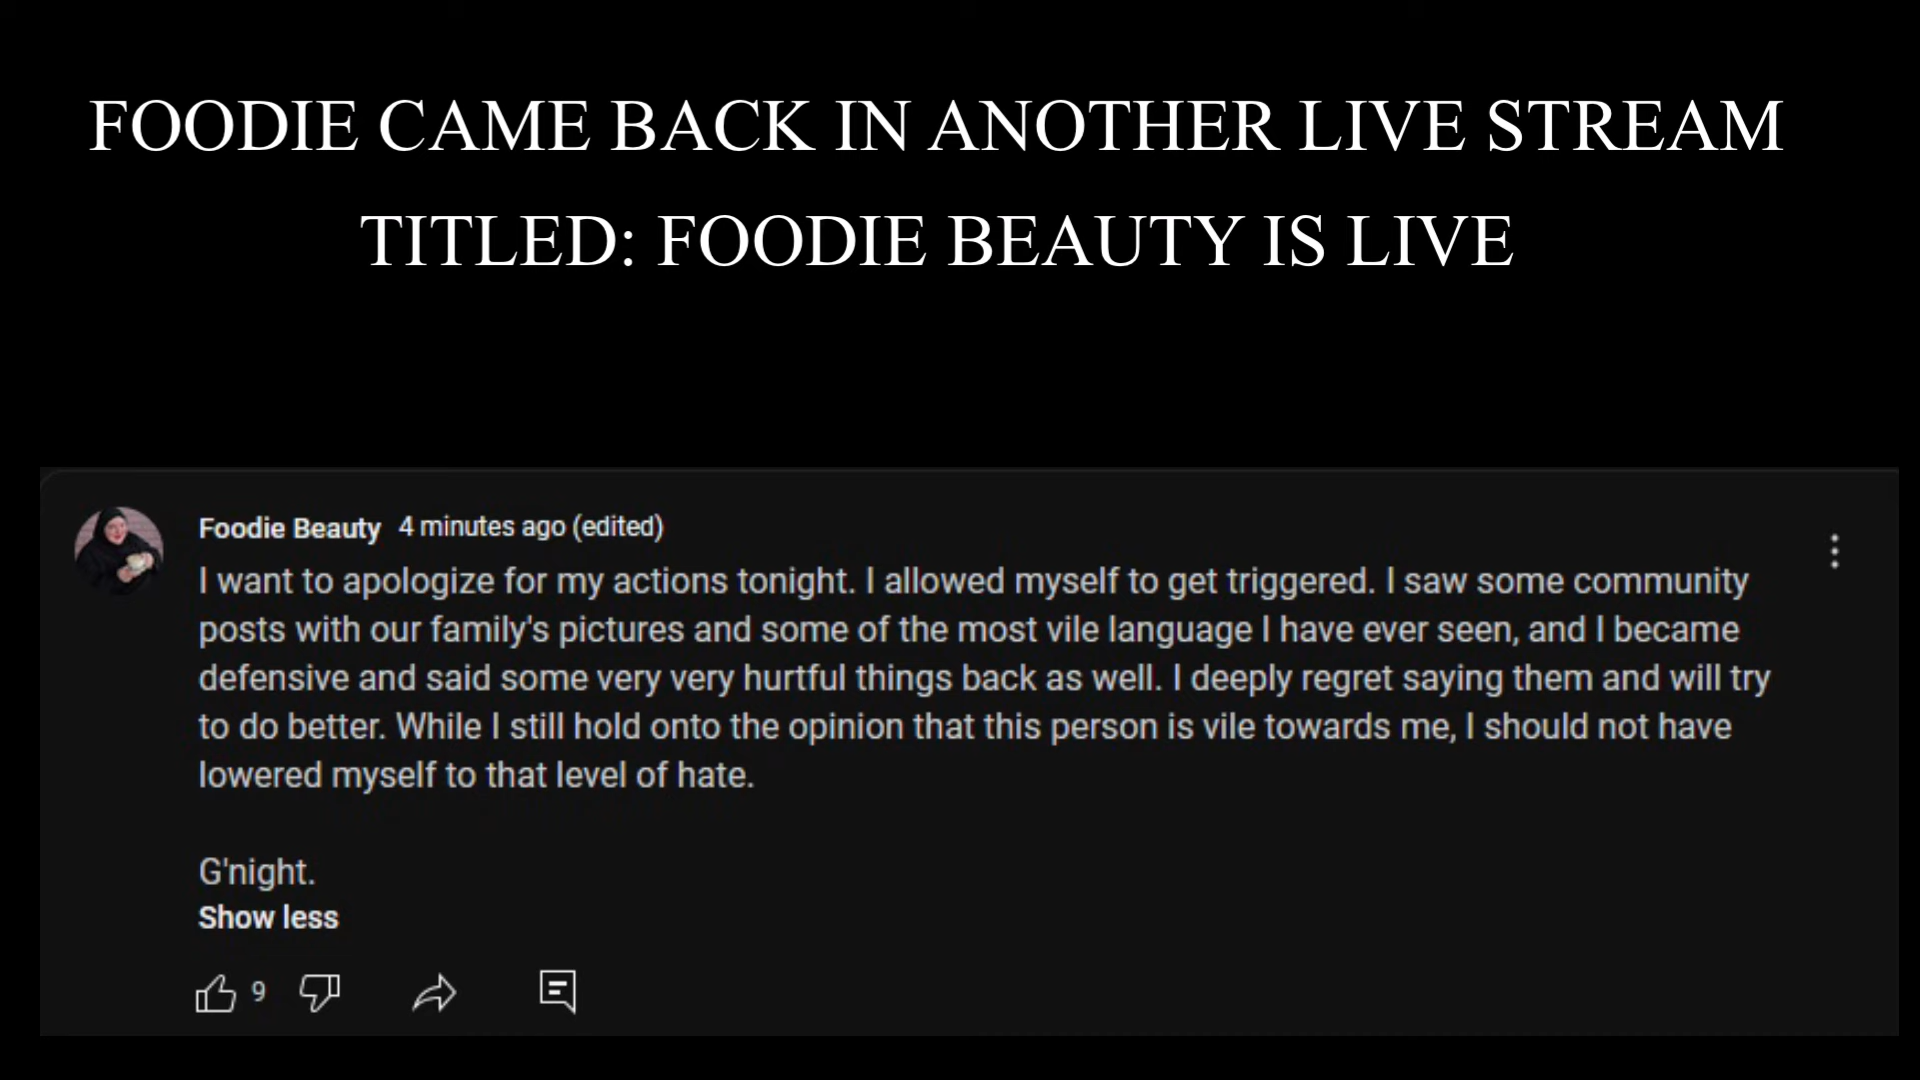 FOODIE CAME BACK IN ANOTHER LIVE STREAM
TITLED: FOODIE BEAUTY IS LIVE
Foodie Beauty 4 minutes ago (edited)
I want to apologize for my actions tonight. I allowed myself to get triggered. I saw some community
posts with our family's pictures and some of the most vile language I have ever seen, and I became
defensive and said some very very hurtful things back as well. I deeply regret saying them and will try
to do better. While I still hold onto the opinion that this person is vile towards me, I should not have
lowered myself to that level of hate.
G'night.
Show less
9